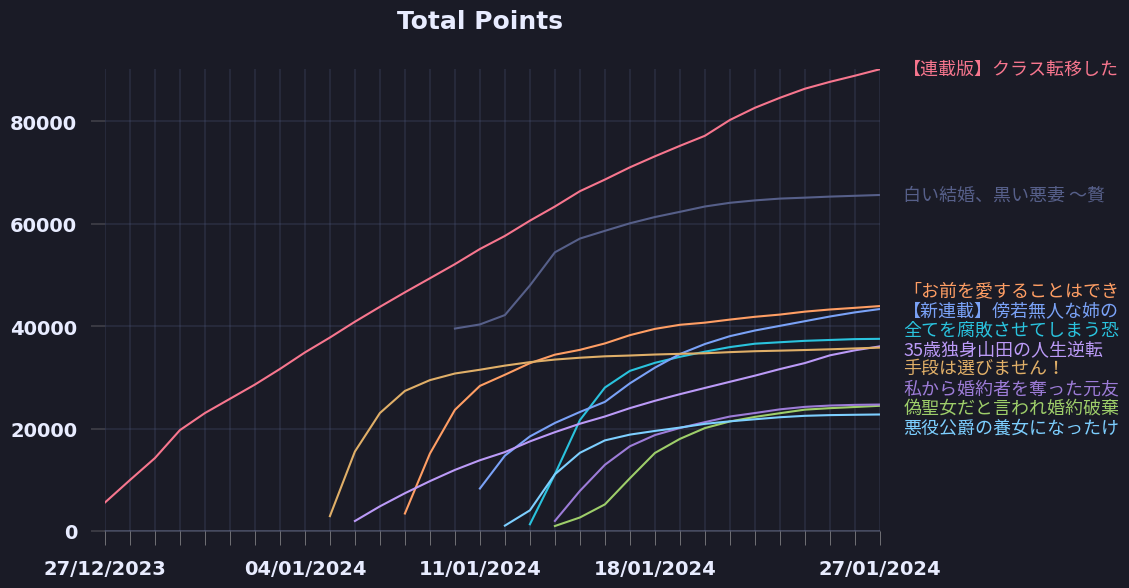 Total Points
80000
60000
40000
20000
0
27/12/2023
04/01/2024
11/01/2024
18/01/2024
27/01/2024
【連載版】クラス転移した
白い結婚、黒い悪妻 ～贅
「お前を愛することはでき
【新連載】傍若無人な姉の
全てを腐敗させてしまう恐
35歳独身山田の人生逆転
手段は選びません！
私から婚約者を奪った元友
偽聖女だと言われ婚約破棄
悪役公爵の養女になったけ